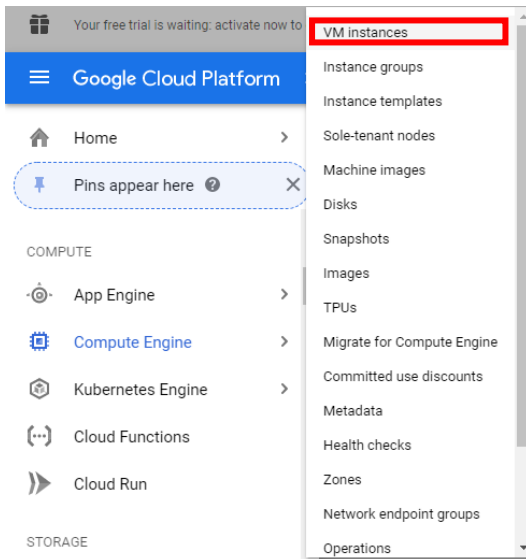 Your free trial is waiting: activate now to
Google Cloud Platform
Home
Pins appear here
COMPUTE
App Engine
Compute Engine
Kubernetes Engine
Cloud Functions
Cloud Run
STORAGE
VM instances
Instance groups
Instance templates
Sole-tenant nodes
Machine images
Disks
Snapshots
Images
TPUs
Migrate for Compute Engine
Committed use discounts
Metadata
Health checks
Zones
Network endpoint groups
Operations